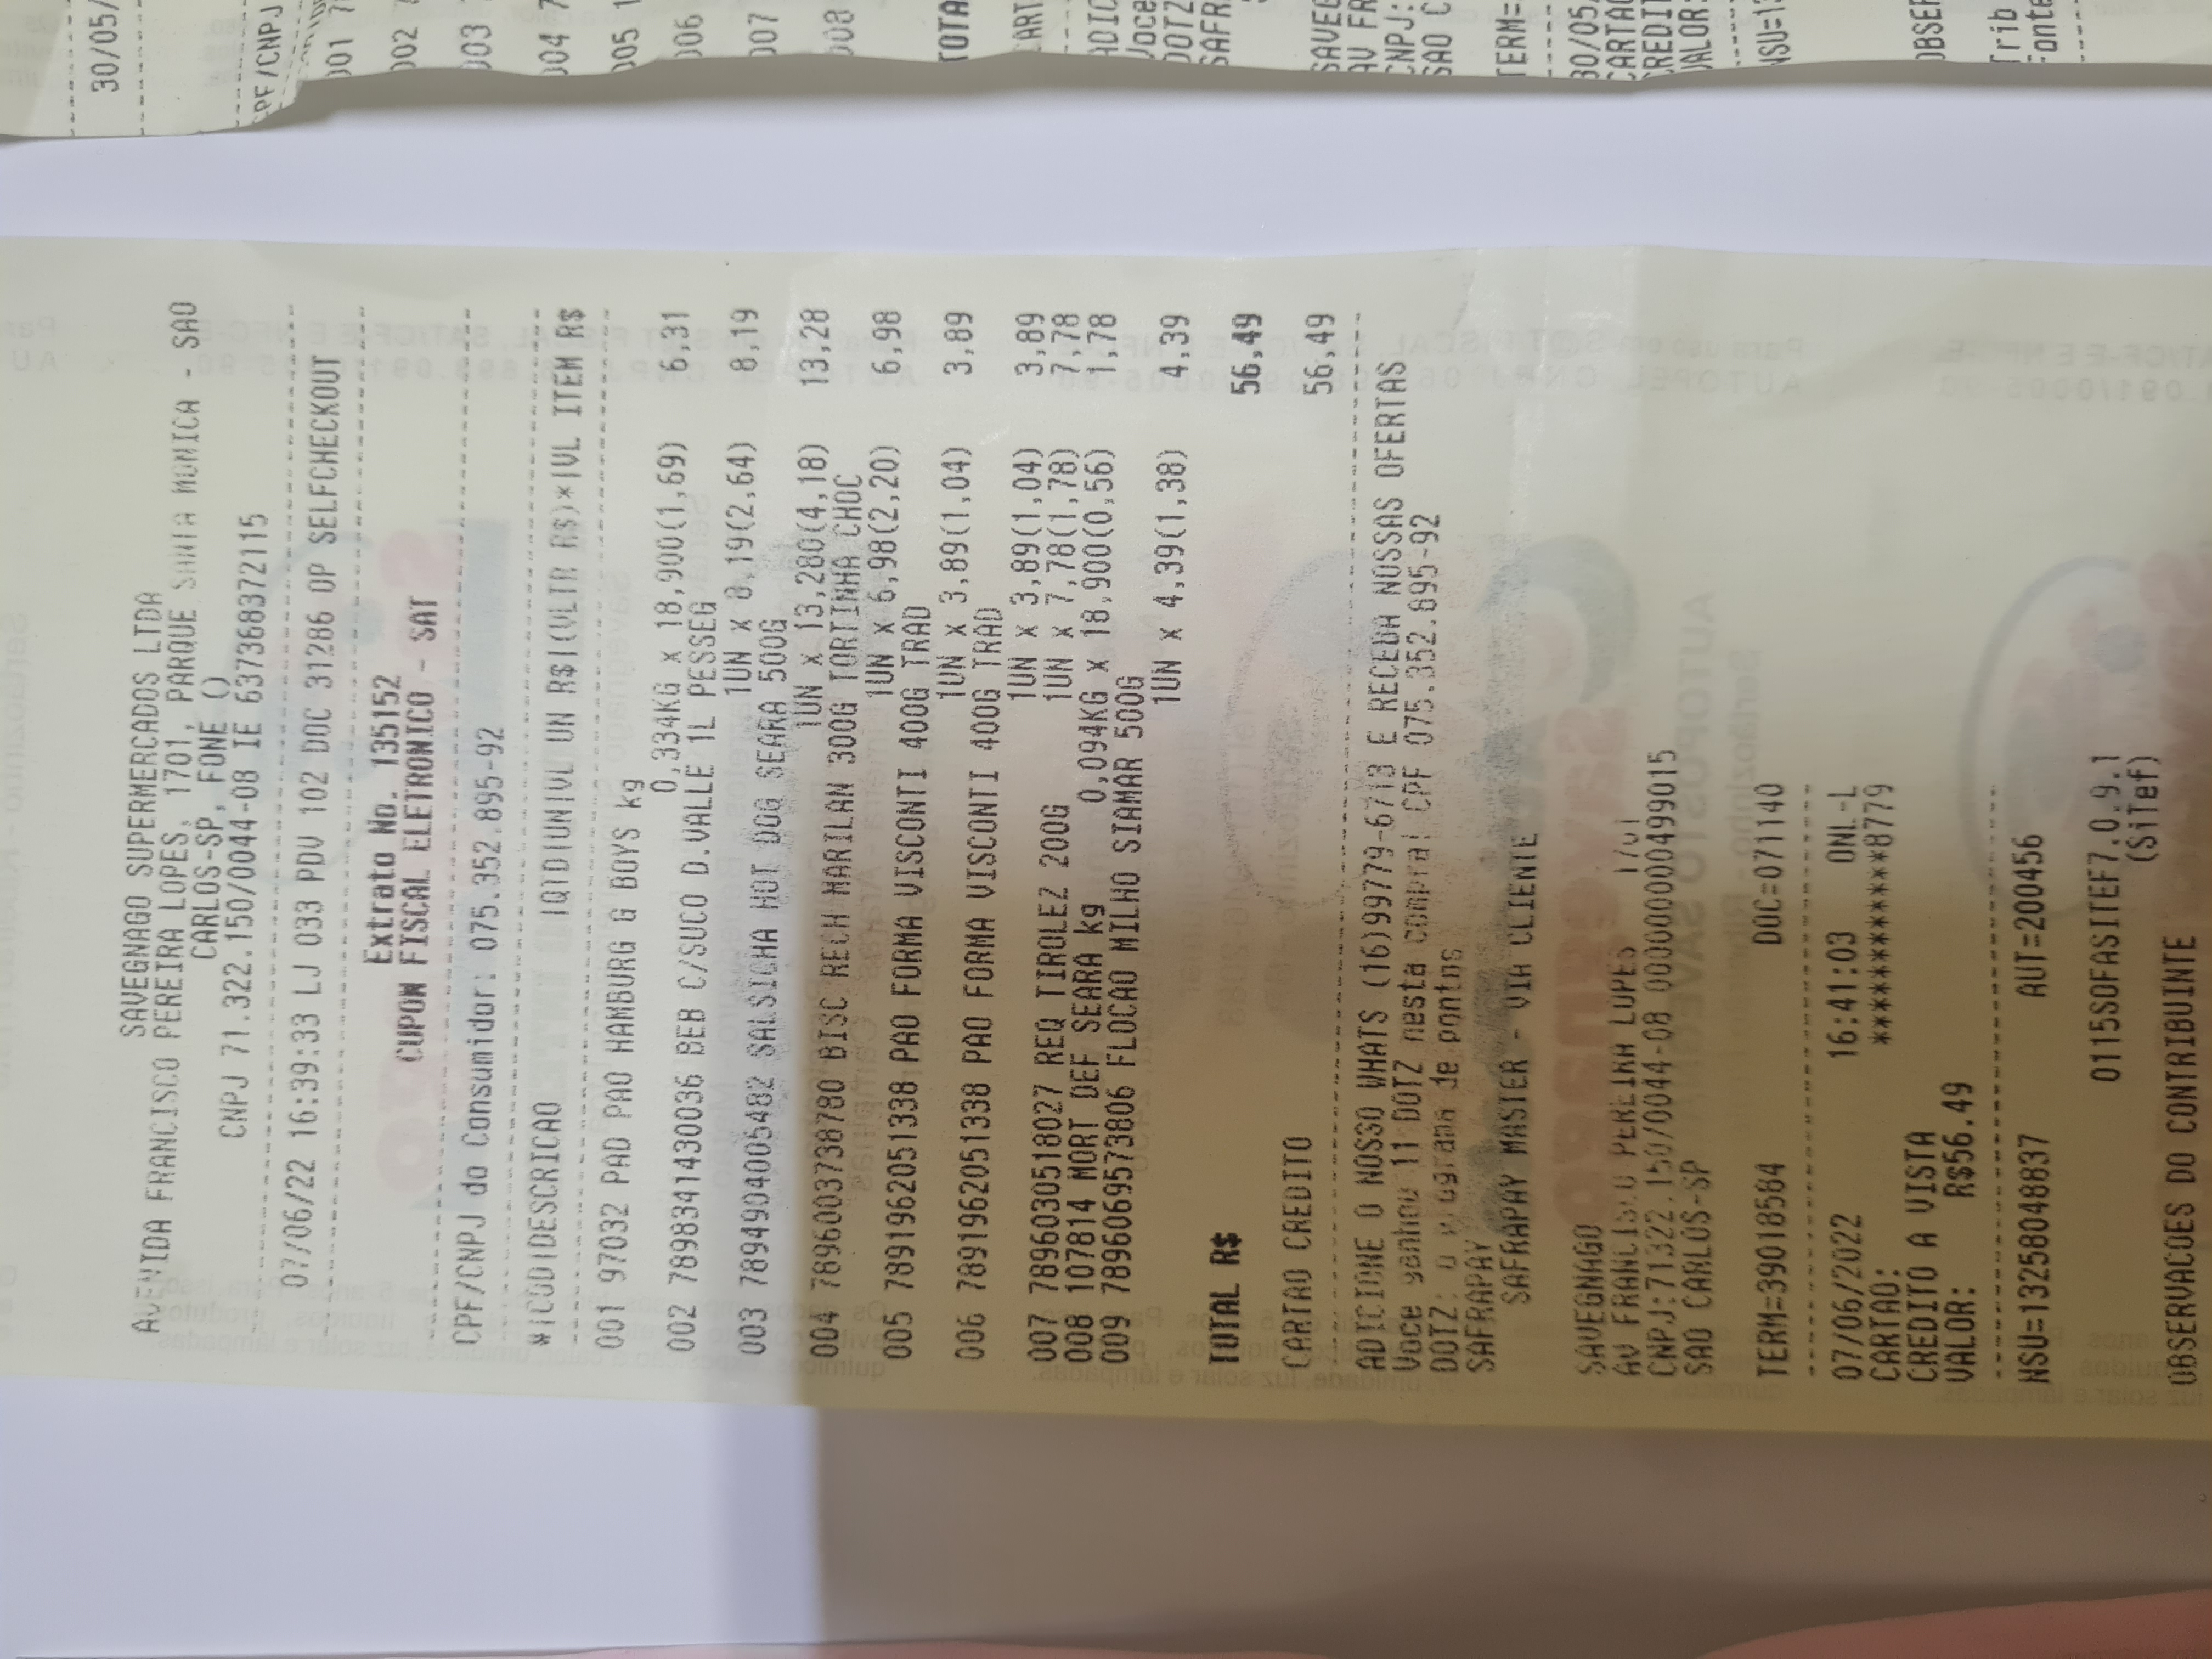 SAVEGNAGO SUPERMERCADOS LTDA
AVENIDA FRANCISCO PEREIRA LOPES, 1701, PARQUE SANTA MONICA - SAO
CARLOS-SP, FONE ()
CNPJ 71.322.150/0044-08 IE 637368372115
07/06/22 16:39:33 LJ 033 PDV 102 DOC 31286 OP SELFCHECKOUT
Extrato No. 135152
CUPOM FISCAL ELETRONICO - SAT
CPF/CNPJ do Consumidor: 075.352.895-92
#|COD|DESCRICAO |QTD|UN|VL UN R$|(VLTR R$)*|VL ITEM R$
001 97032 PAD PAO HAMBURG G BOYS kg
0,334KG x 18,900(1,69) 6,31
002 7898341430036 BEB C/SUCO D.VALLE 1L PESSEG
1UN x 8,19(2,64) 8,19
003 7894904005482 SALSICHA HOT DOG SEARA 500G
1UN x 13,280(4,18) 13,28
004 7896003738780 BISC RECH MARILAN 300G TORTINHA CHOC
1UN x 6,98(2,20) 6,98
005 7891962051338 PAO FORMA VISCONTI 400G TRAD
1UN x 3,89(1,04) 3,89
006 7891962051338 PAO FORMA VISCONTI 400G TRAD
1UN x 3,89(1,04) 3,89
007 7896030518027 REQ TIROLEZ 200G 1UN x 7,78(1,78) 7,78
008 107814 MORT DEF SEARA kg 0,094KG x 18,900(0,56) 1,78
009 7896069573806 FLOCAO MILHO SIAMAR 500G
1UN x 4,39(1,38) 4,39
TOTAL R$ 56,49
CARTAO CREDITO 56,49
ADICIONE O NOSSO WHATS (16)99779-6713 E RECEBA NOSSAS OFERTAS
Voce ganhou 11 DOTZ nesta compra! CPF 075.352.895-92
DOTZ: o programa de pontos
SAFRAPAY
SAFRAPAY MASTER - VIA CLIENTE
SAVEGNAGO
AV FRANCISCO PEREIRA LOPES 1701
CNPJ:71322.150/0044-08 000000000499015
SAO CARLOS-SP
TERM=39018584 DOC=071140
07/06/2022 16:41:03 ONL-L
CARTAO: ************8779
CREDITO A VISTA
VALOR: R$56.49
NSU=13258048837 AUT=200456
0115SOFASITEF7.0.9.1
(SiTef)
OBSERVACOES DO CONTRIBUINTE
30/05/
CPF/CNPJ
001 7
002
003
004 7
005 1
006
007
008
TOTA
CART
ADIC
Voce
DOTZ
SAFR
SAVEG
AV FR
CNPJ:
SAO C
TERM=
30/05/
CARTAO
CREDIT
VALOR:
NSU=13
OBSER
Trib
Fonte